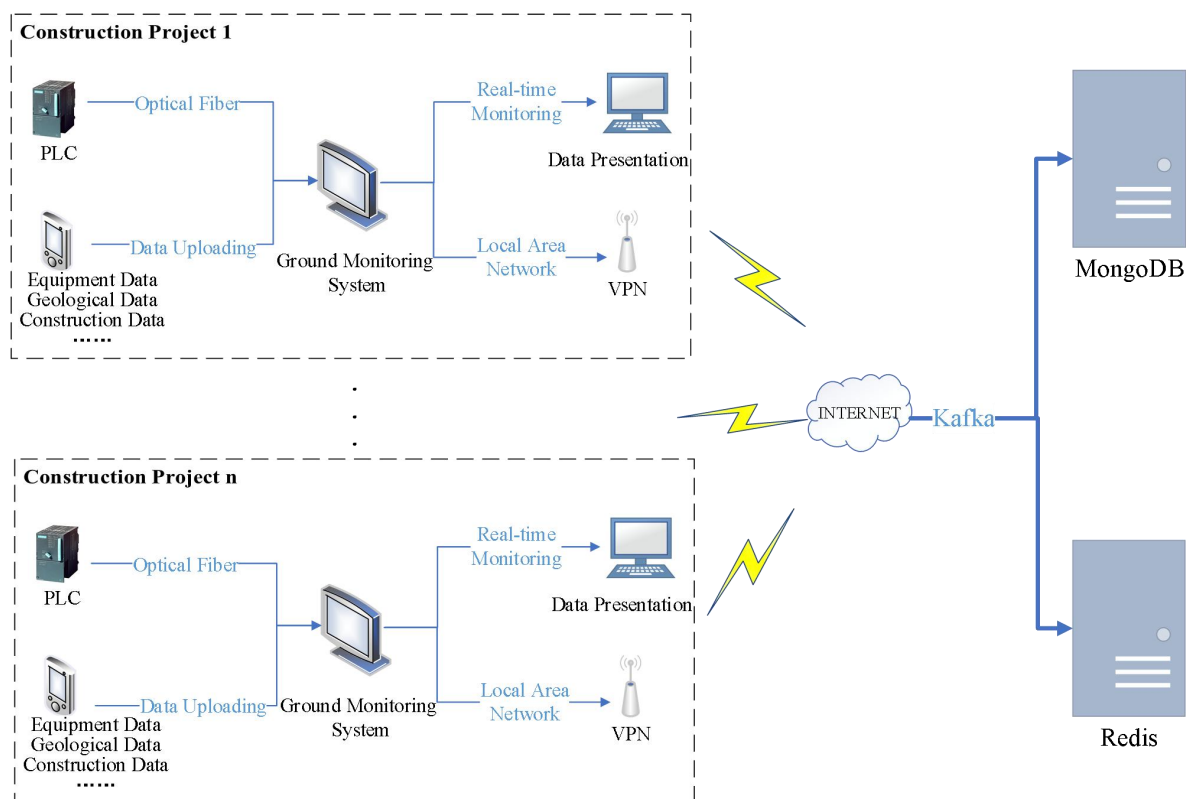 Construction Project 1
PLC
Optical Fiber
Real-time
Monitoring
Data Presentation
Data Uploading
Equipment Data
Geological Data
Construction Data
……
Ground Monitoring
System
Local Area
Network
VPN
Construction Project n
PLC
Optical Fiber
Real-time
Monitoring
Data Presentation
Data Uploading
Equipment Data
Geological Data
Construction Data
……
Ground Monitoring
System
Local Area
Network
VPN
INTERNET
Kafka
MongoDB
Redis